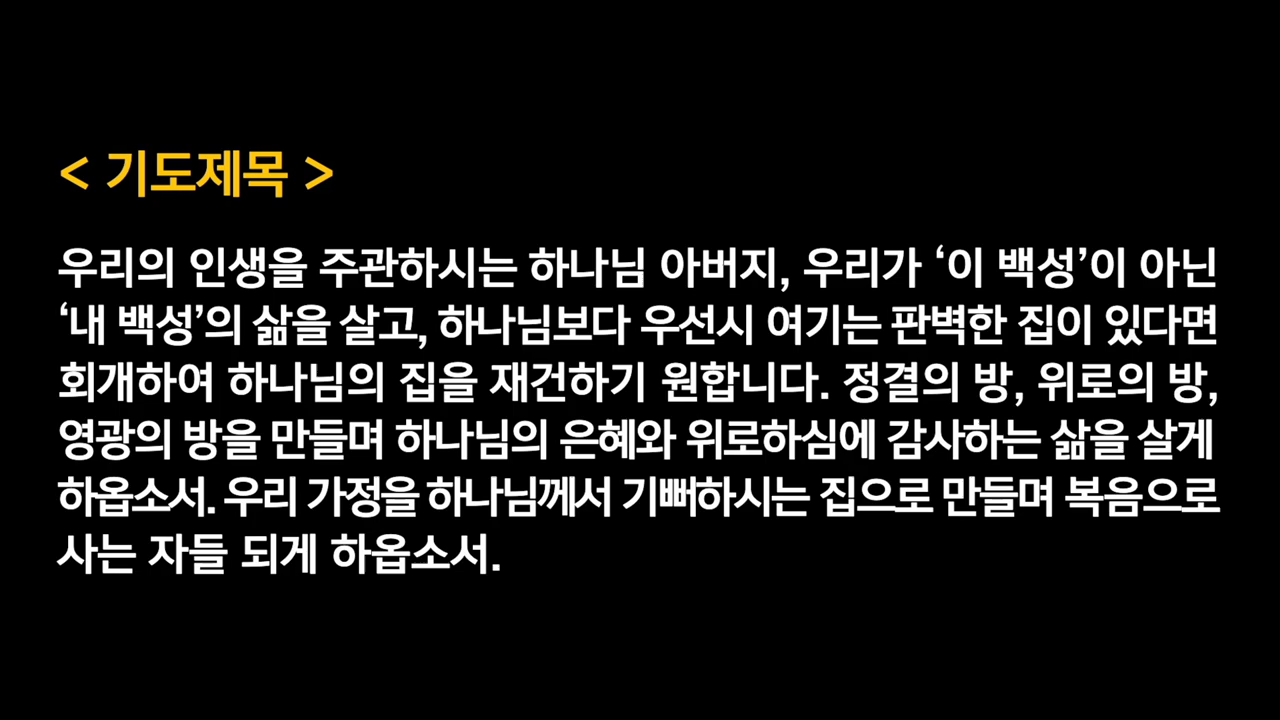 < 기도제목 >
우리의 인생을 주관하시는 하나님 아버지, 우리가 ‘이 백성’이 아닌
‘내 백성’의 삶을 살고, 하나님보다 우선시 여기는 판벽한 집이 있다면
회개하여 하나님의 집을 재건하기 원합니다. 정결의 방, 위로의 방,
영광의 방을 만들며 하나님의 은혜와 위로하심에 감사하는 삶을 살게
하옵소서. 우리 가정을 하나님께서 기뻐하시는 집으로 만들며 복음으로
사는 자들 되게 하옵소서.